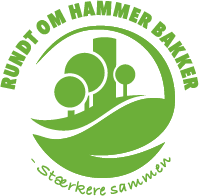 RUNDT OM HAMMER BAKKER
- Stærkere sammen